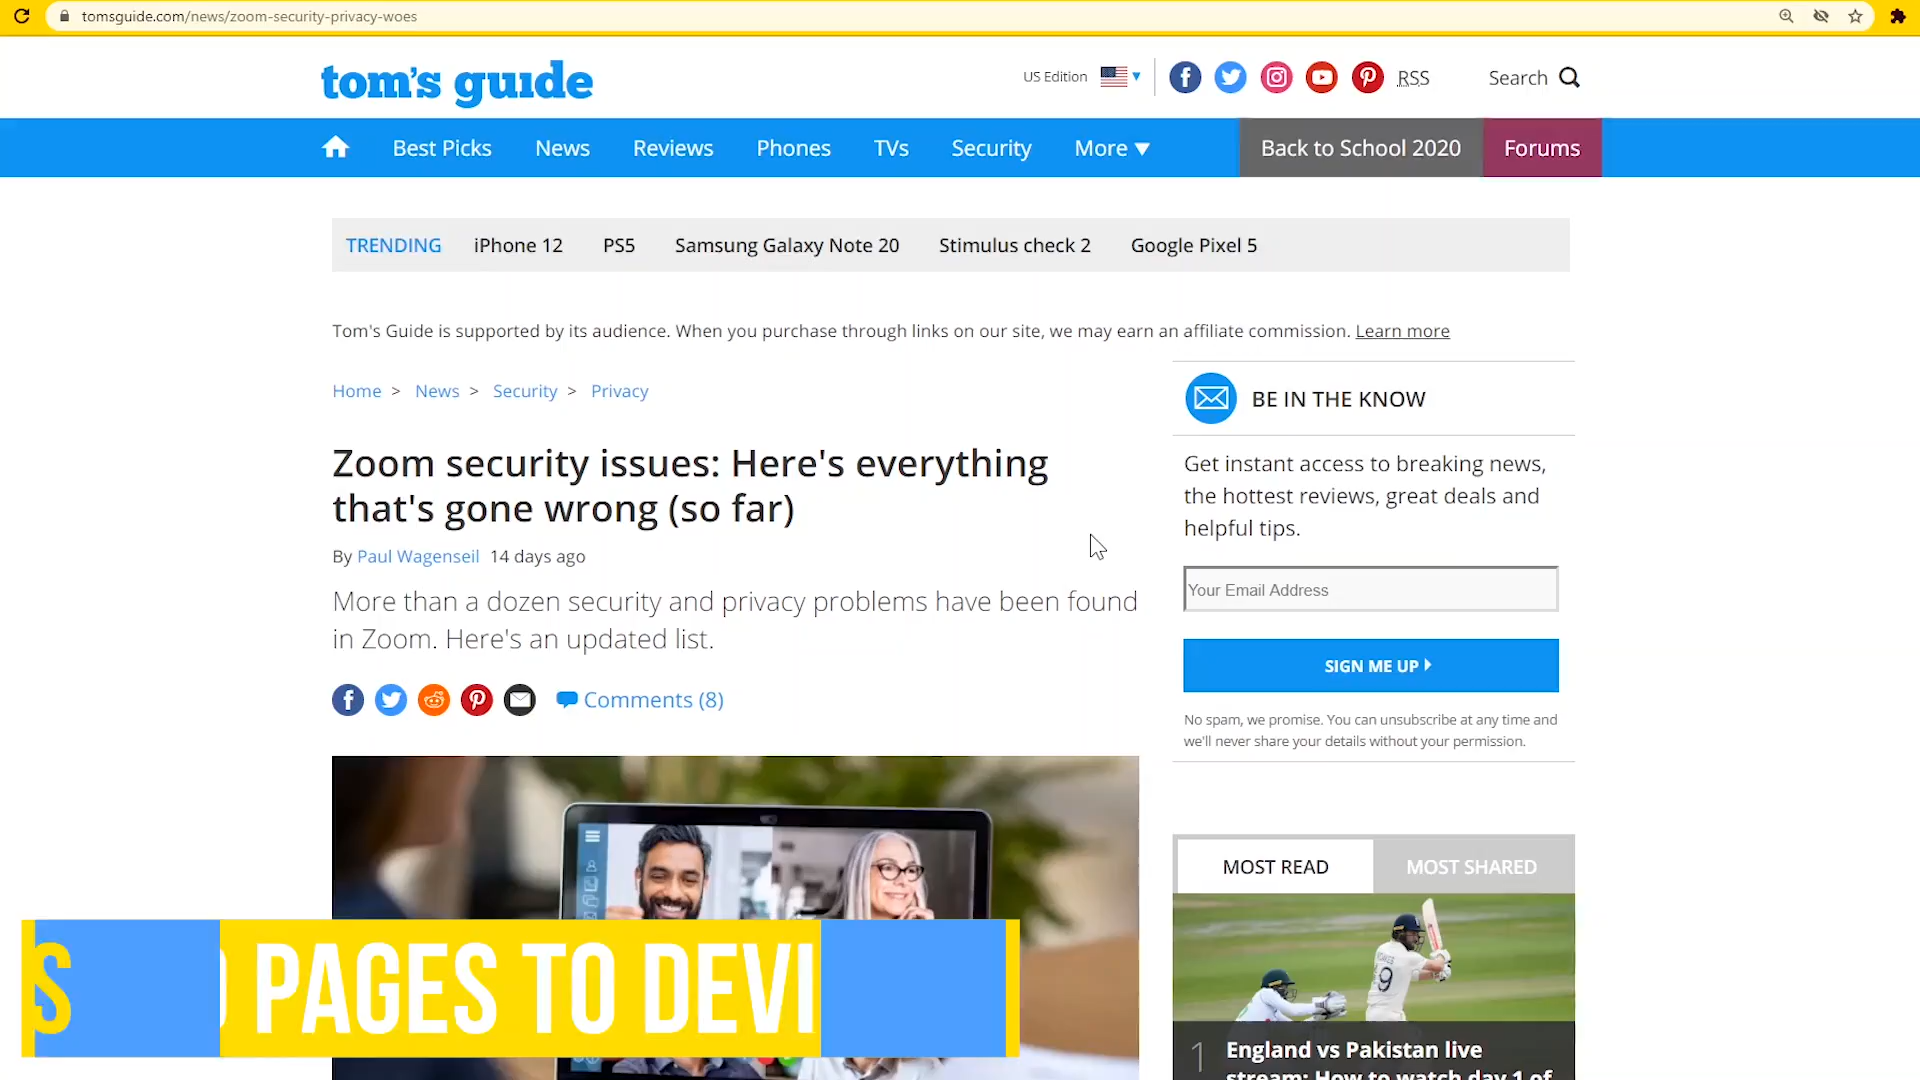 tomsguide.com/news/zoom-security-privacy-woes
tom's guide
US Edition
RSS
Search
Best Picks
News
Reviews
Phones
TVs
Security
More
Back to School 2020
Forums
TRENDING
iPhone 12
PS5
Samsung Galaxy Note 20
Stimulus check 2
Google Pixel 5
Tom's Guide is supported by its audience. When you purchase through links on our site, we may earn an affiliate commission. Learn more
Home > News > Security > Privacy
Zoom security issues: Here's everything
that's gone wrong (so far)
By Paul Wagenseil 14 days ago
More than a dozen security and privacy problems have been found
in Zoom. Here's an updated list.
Comments (8)
BE IN THE KNOW
Get instant access to breaking news,
the hottest reviews, great deals and
helpful tips.
Your Email Address
SIGN ME UP
No spam, we promise. You can unsubscribe at any time and
we'll never share your details without your permission.
MOST READ
MOST SHARED
1
England vs Pakistan live
stream: How to watch day 1 of
PAGES TO DEVI